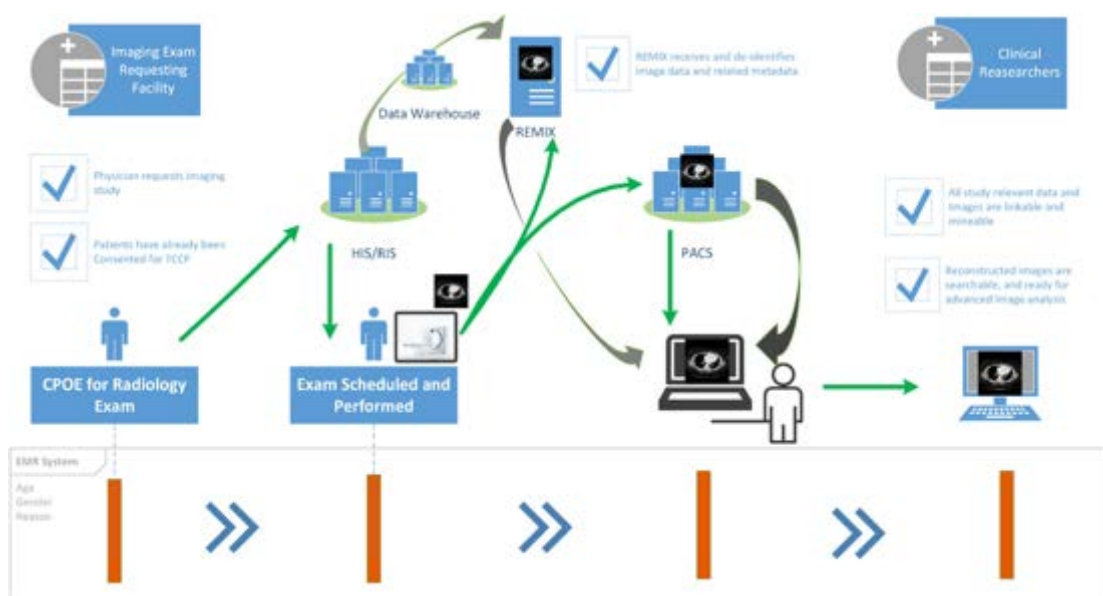 Imaging Exam
Requesting
Facility
Data Warehouse
REMIX
REMIX receives and de-identifies
image data and related metadata
Clinical
Reasearchers
Physician requests imaging
study
Patients have already been
Consented for TCCP
HIS/RIS
PACS
All study relevant data and
Images are linkable and
mineable
Reconstructed images are
searchable, and ready for
advanced image analysis
CPOE for Radiology
Exam
Exam Scheduled and
Performed
EMR System
Age
Gender
Reason